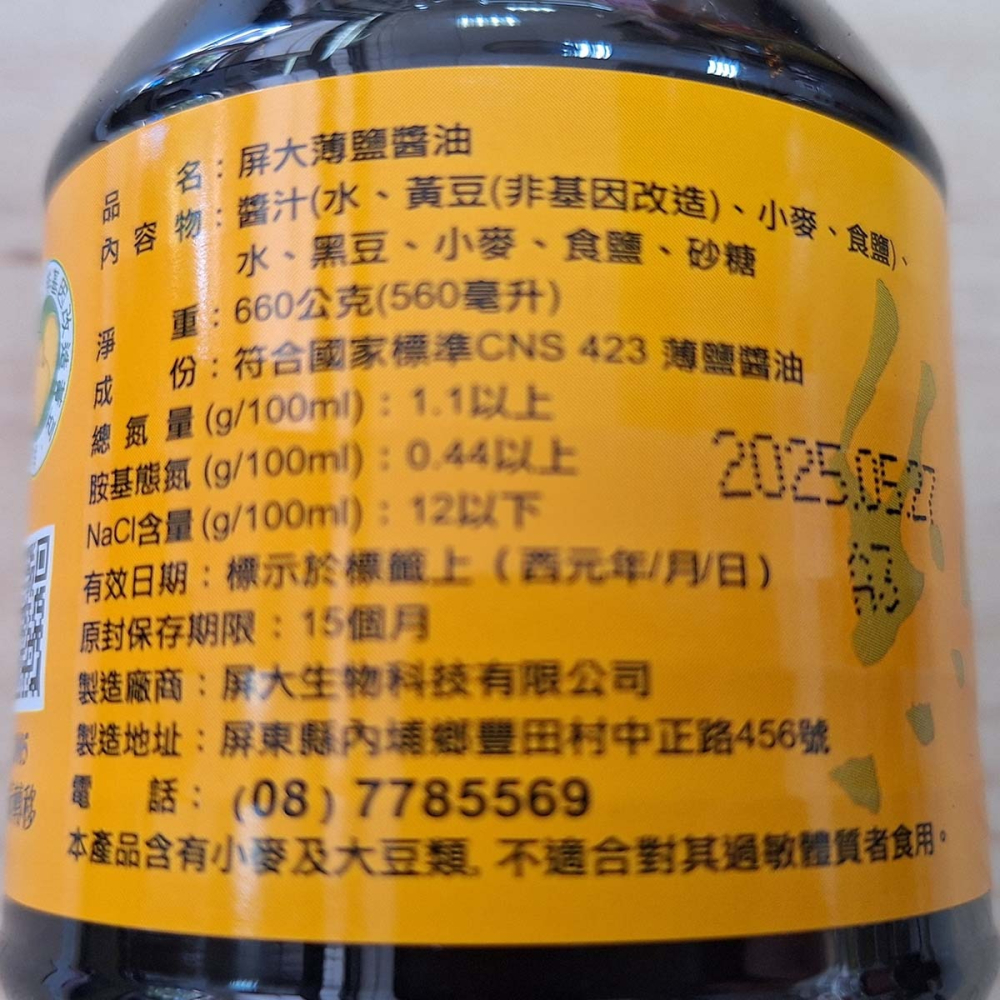 品名：屏大薄鹽醬油
內容物：醬汁(水、黃豆(非基因改造)、小麥、食鹽)、
水、黑豆、小麥、食鹽、砂糖
淨重：660公克(560毫升)
成份：符合國家標準CNS 423 薄鹽醬油
總氮量(g/100ml)：1.1以上
胺基態氮(g/100ml)：0.44以上
NaCl含量(g/100ml)：12以下
2025.05.27
有效日期：標示於標籤上（西元年/月/日）
原封保存期限：15個月
製造廠商：屏大生物科技有限公司
製造地址：屏東縣內埔鄉豐田村中正路456號
電話：(08) 7785569
本產品含有小麥及大豆類, 不適合對其過敏體質者食用。